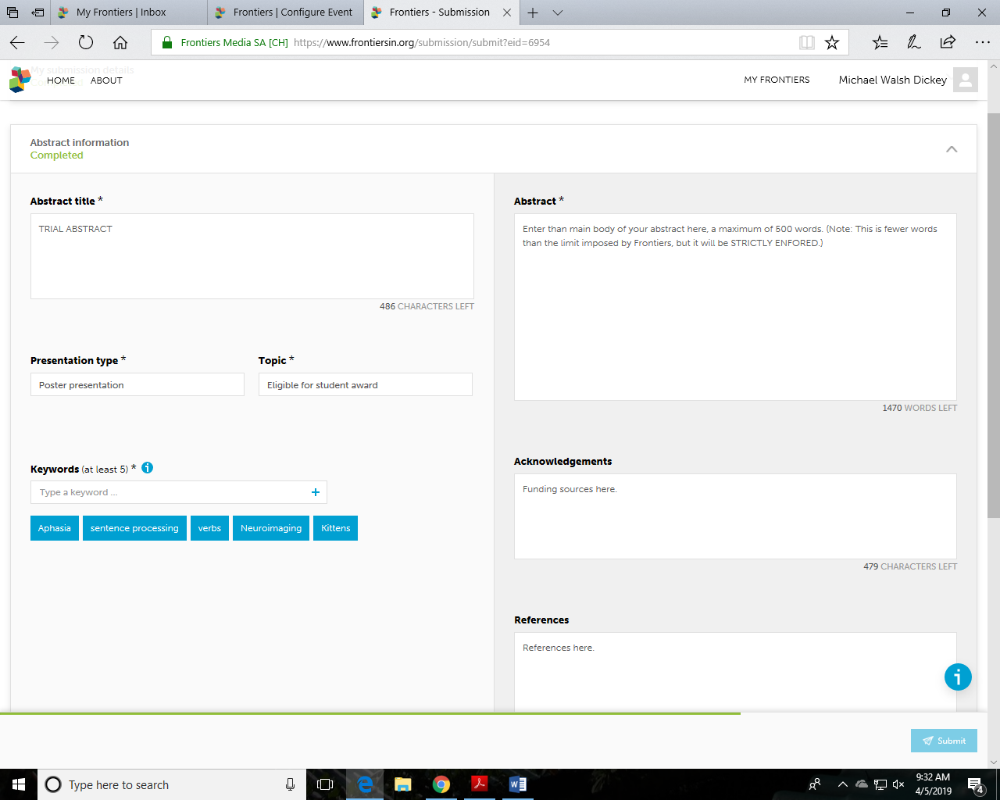 My Frontiers | Inbox
Frontiers | Configure Event
Frontiers - Submission
Frontiers Media SA [CH] https://www.frontiersin.org/submission/submit?eid=6954
My submission details
HOME ABOUT
MY FRONTIERS Michael Walsh Dickey
Abstract information
Completed
Abstract title *
TRIAL ABSTRACT
486 CHARACTERS LEFT
Presentation type *
Topic *
Poster presentation
Eligible for student award
Keywords (at least 5) *
Type a keyword ...
Aphasia sentence processing verbs Neuroimaging Kittens
Abstract *
Enter than main body of your abstract here, a maximum of 500 words. (Note: This is fewer words
than the limit imposed by Frontiers, but it will be STRICTLY ENFORED.)
1470 WORDS LEFT
Acknowledgements
Funding sources here.
479 CHARACTERS LEFT
References
References here.
Submit
Type here to search
9:32 AM
4/5/2019
4